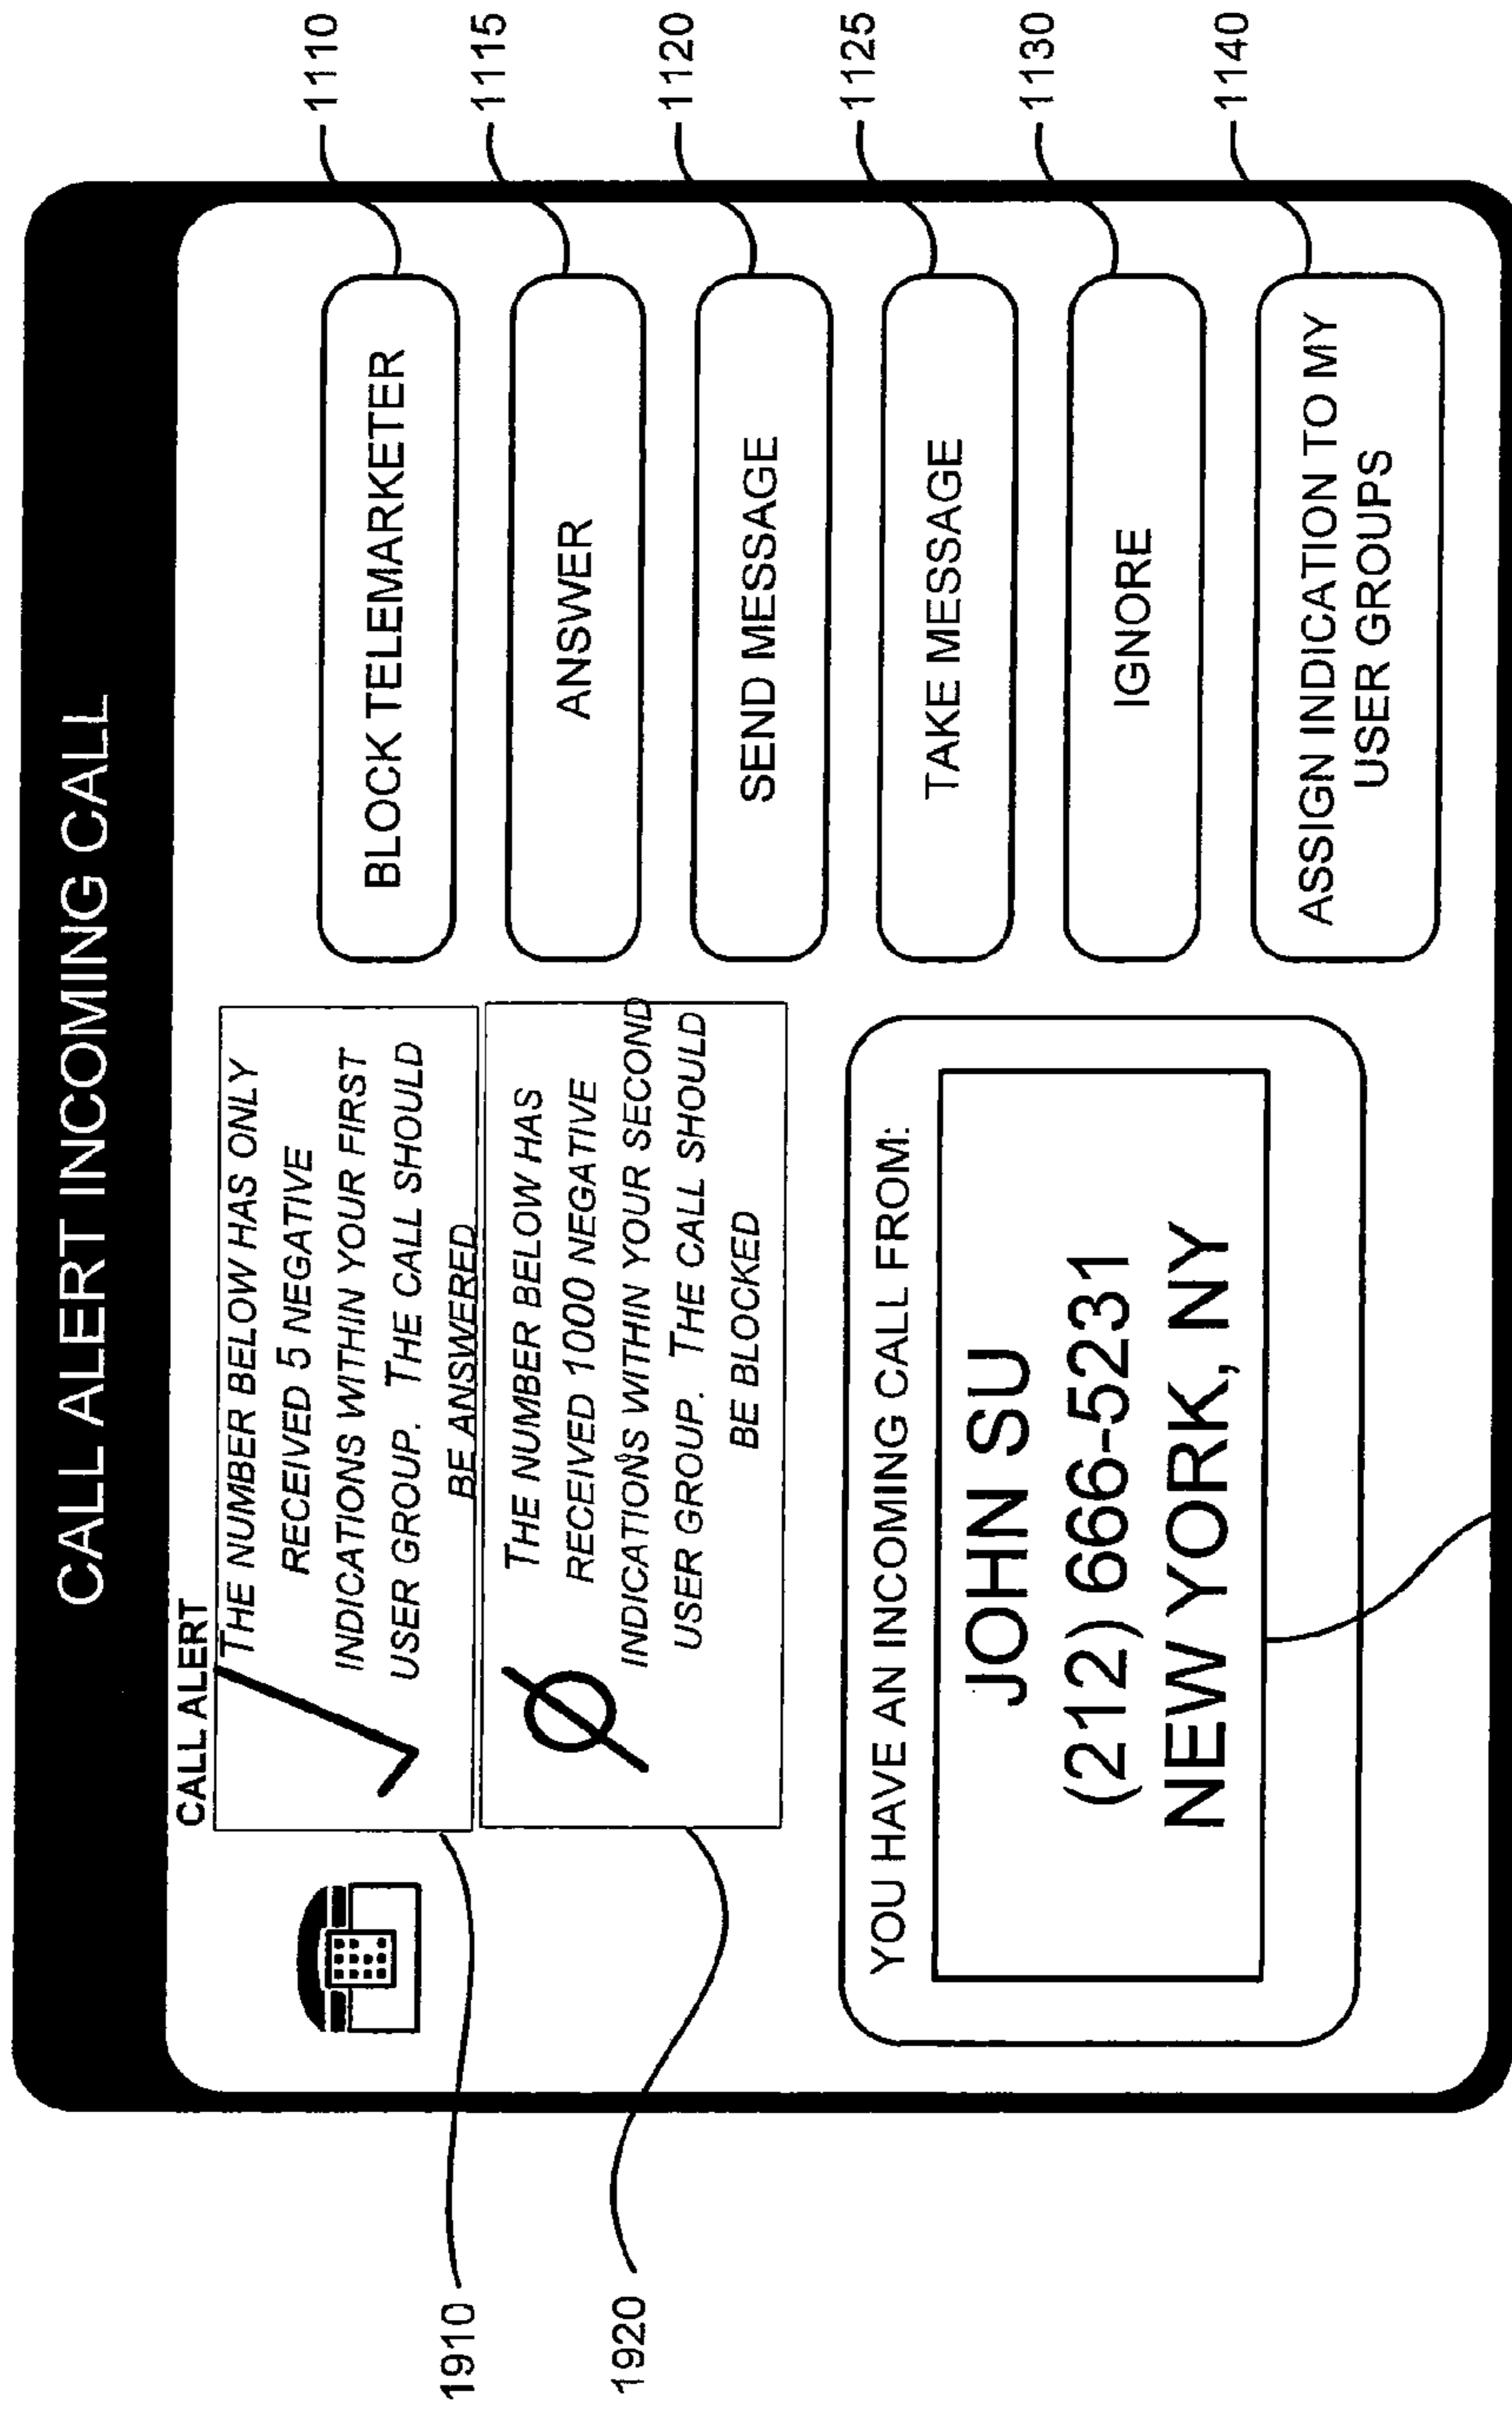 CALL ALERT INCOMING CALL
CALL ALERT
THE NUMBER BELOW HAS ONLY
RECEIVED 5 NEGATIVE
INDICATIONS WITHIN YOUR FIRST
USER GROUP. THE CALL SHOULD
BE ANSWERED
THE NUMBER BELOW HAS
RECEIVED 1000 NEGATIVE
INDICATIONS WITHIN YOUR SECOND
USER GROUP. THE CALL SHOULD
BE BLOCKED
1910
1920
YOU HAVE AN INCOMING CALL FROM:
JOHN SU
(212) 666-5231
NEW YORK, NY
BLOCK TELEMARKETER
1110
ANSWER
1115
SEND MESSAGE
1120
TAKE MESSAGE
1125
IGNORE
1130
ASSIGN INDICATION TO MY
USER GROUPS
1140